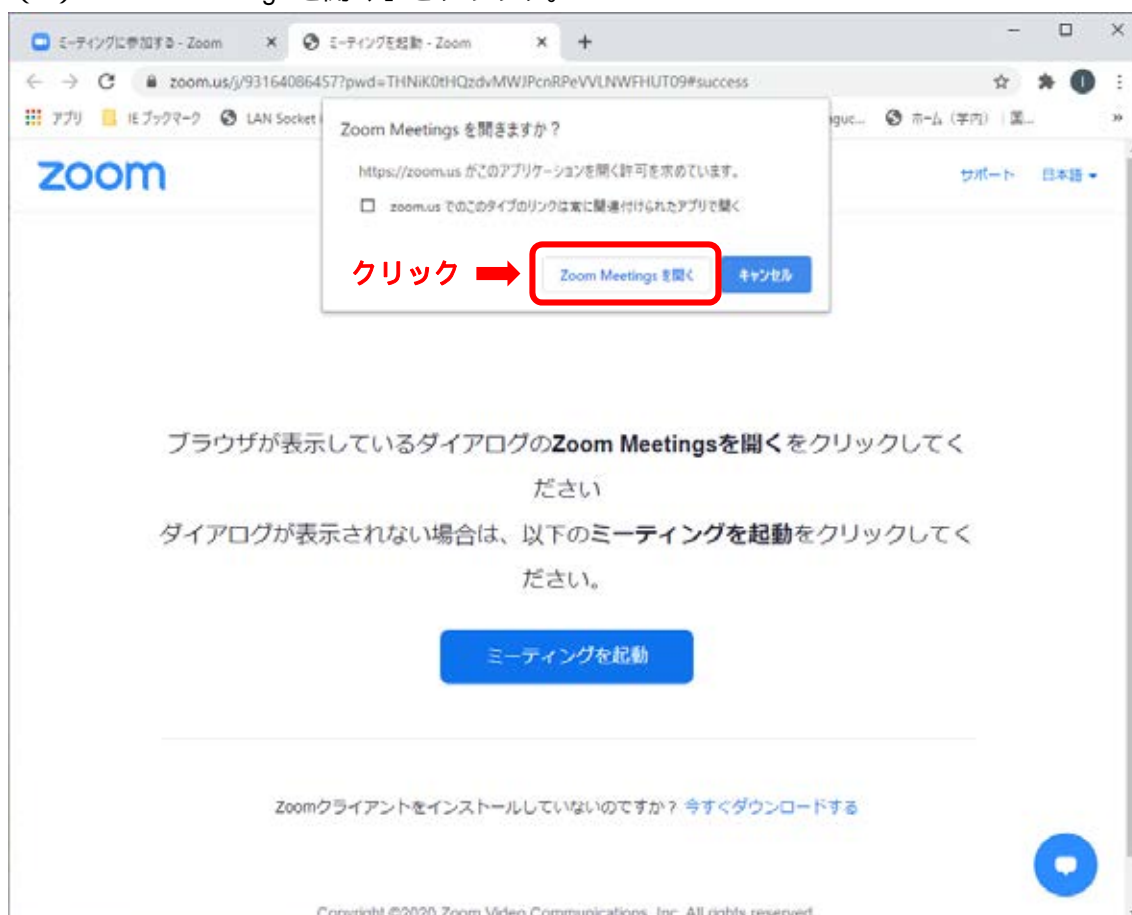 ミーティングに参加する - Zoom
ミーティングを起動 - Zoom
zoom.us/j/93164086457?pwd=THNiK0tHQzdvMWJPcnRPeVVLNWFHUT09#success
アプリ IE ブックマーク LAN Socket ホーム（学内）｜国...
zoom
サポート 日本語
Zoom Meetings を開きますか？
https://zoom.us がこのアプリケーションを開く許可を求めています。
zoom.us でのこのタイプのリンクは常に関連付けられたアプリで開く
クリック
Zoom Meetings を開く
キャンセル
ブラウザが表示しているダイアログのZoom Meetingsを開くをクリックしてく
ださい
ダイアログが表示されない場合は、以下のミーティングを起動をクリックしてく
ださい。
ミーティングを起動
Zoomクライアントをインストールしていないのですか？ 今すぐダウンロードする
Copyright ©2020 Zoom Video Communications, Inc. All rights reserved.